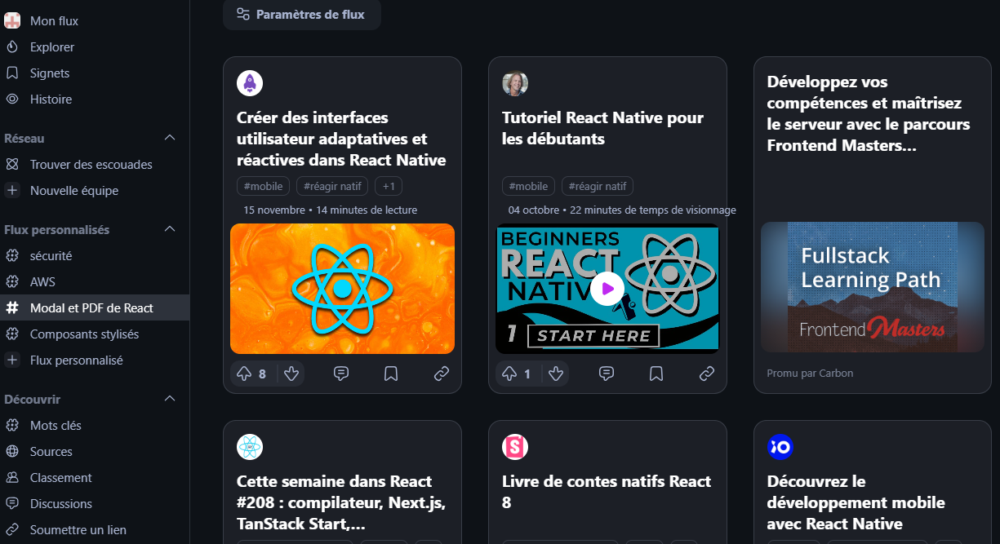 Mon flux
Explorer
Signets
Histoire
Réseau
Trouver des escouades
Nouvelle équipe
Flux personnalisés
sécurité
AWS
Modal et PDF de React
Composants stylisés
Flux personnalisé
Découvrir
Mots clés
Sources
Classement
Discussions
Soumettre un lien
Paramètres de flux
Créer des interfaces
utilisateur adaptatives et
réactives dans React Native
#mobile #réagir natif +1
15 novembre • 14 minutes de lecture
8
Tutoriel React Native pour
les débutants
#mobile #réagir natif
04 octobre • 22 minutes de temps de visionnage
BEGINNERS
REACT
NATIV
1 START HERE
1
Développez vos
compétences et maîtrisez
le serveur avec le parcours
Frontend Masters...
Fullstack
Learning Path
Frontend Masters
Promu par Carbon
Cette semaine dans React
#208 : compilateur, Next.js,
TanStack Start,...
S
Livre de contes natifs React
8
Découvrez le
développement mobile
avec React Native